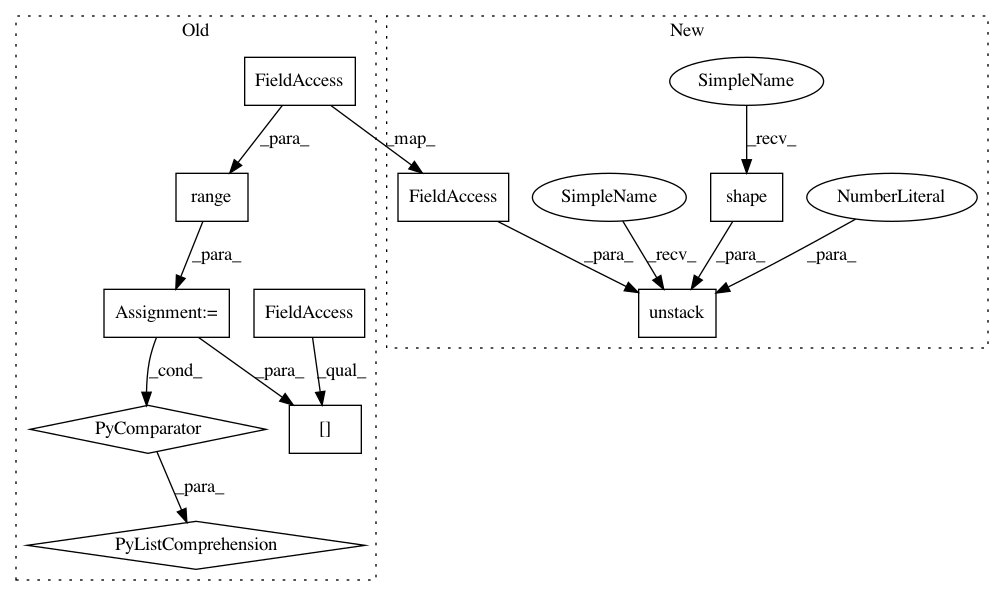 Old
New
FieldAccess
SimpleName
_para_
_map_
_recv_
range
FieldAccess
SimpleName
shape
NumberLiteral
_para_
_para_
_recv_
_para_
_para_
Assignment:=
FieldAccess
unstack
_cond_
_para_
_qual_
PyComparator
[]
_para_
PyListComprehension